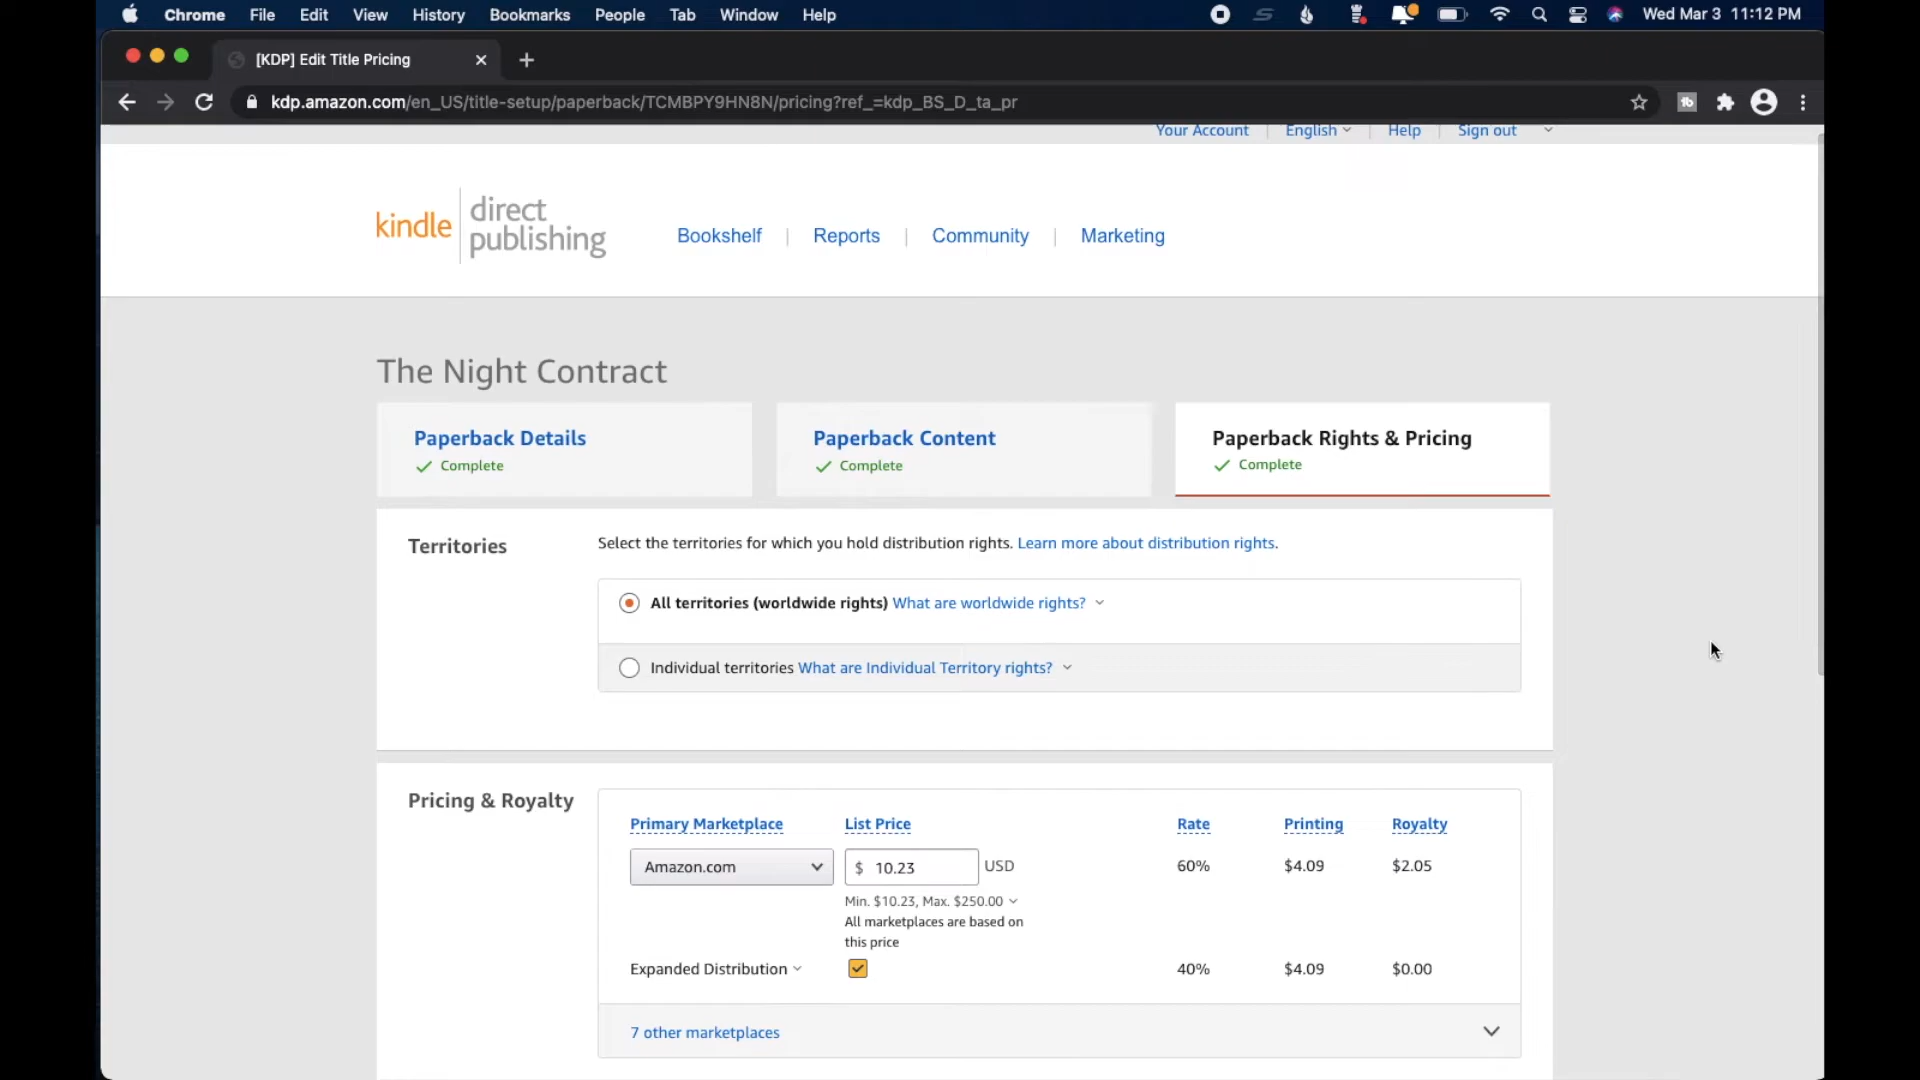 Chrome File Edit View History Bookmarks People Tab Window Help Wed Mar 3 11:12 PM
[KDP] Edit Title Pricing
kdp.amazon.com/en_US/title-setup/paperback/TCMBPY9HN8N/pricing?ref_=kdp_BS_D_ta_pr
Your Account English Help Sign out
kindle direct publishing
Bookshelf Reports Community Marketing
The Night Contract
Paperback Details Paperback Content Paperback Rights & Pricing
Complete Complete Complete
Territories Select the territories for which you hold distribution rights. Learn more about distribution rights.
All territories (worldwide rights) What are worldwide rights?
Individual territories What are Individual Territory rights?
Pricing & Royalty
Primary Marketplace List Price Rate Printing Royalty
Amazon.com $ 10.23 USD 60% $4.09 $2.05
Min. $10.23, Max. $250.00
All marketplaces are based on
this price
Expanded Distribution 40% $4.09 $0.00
7 other marketplaces